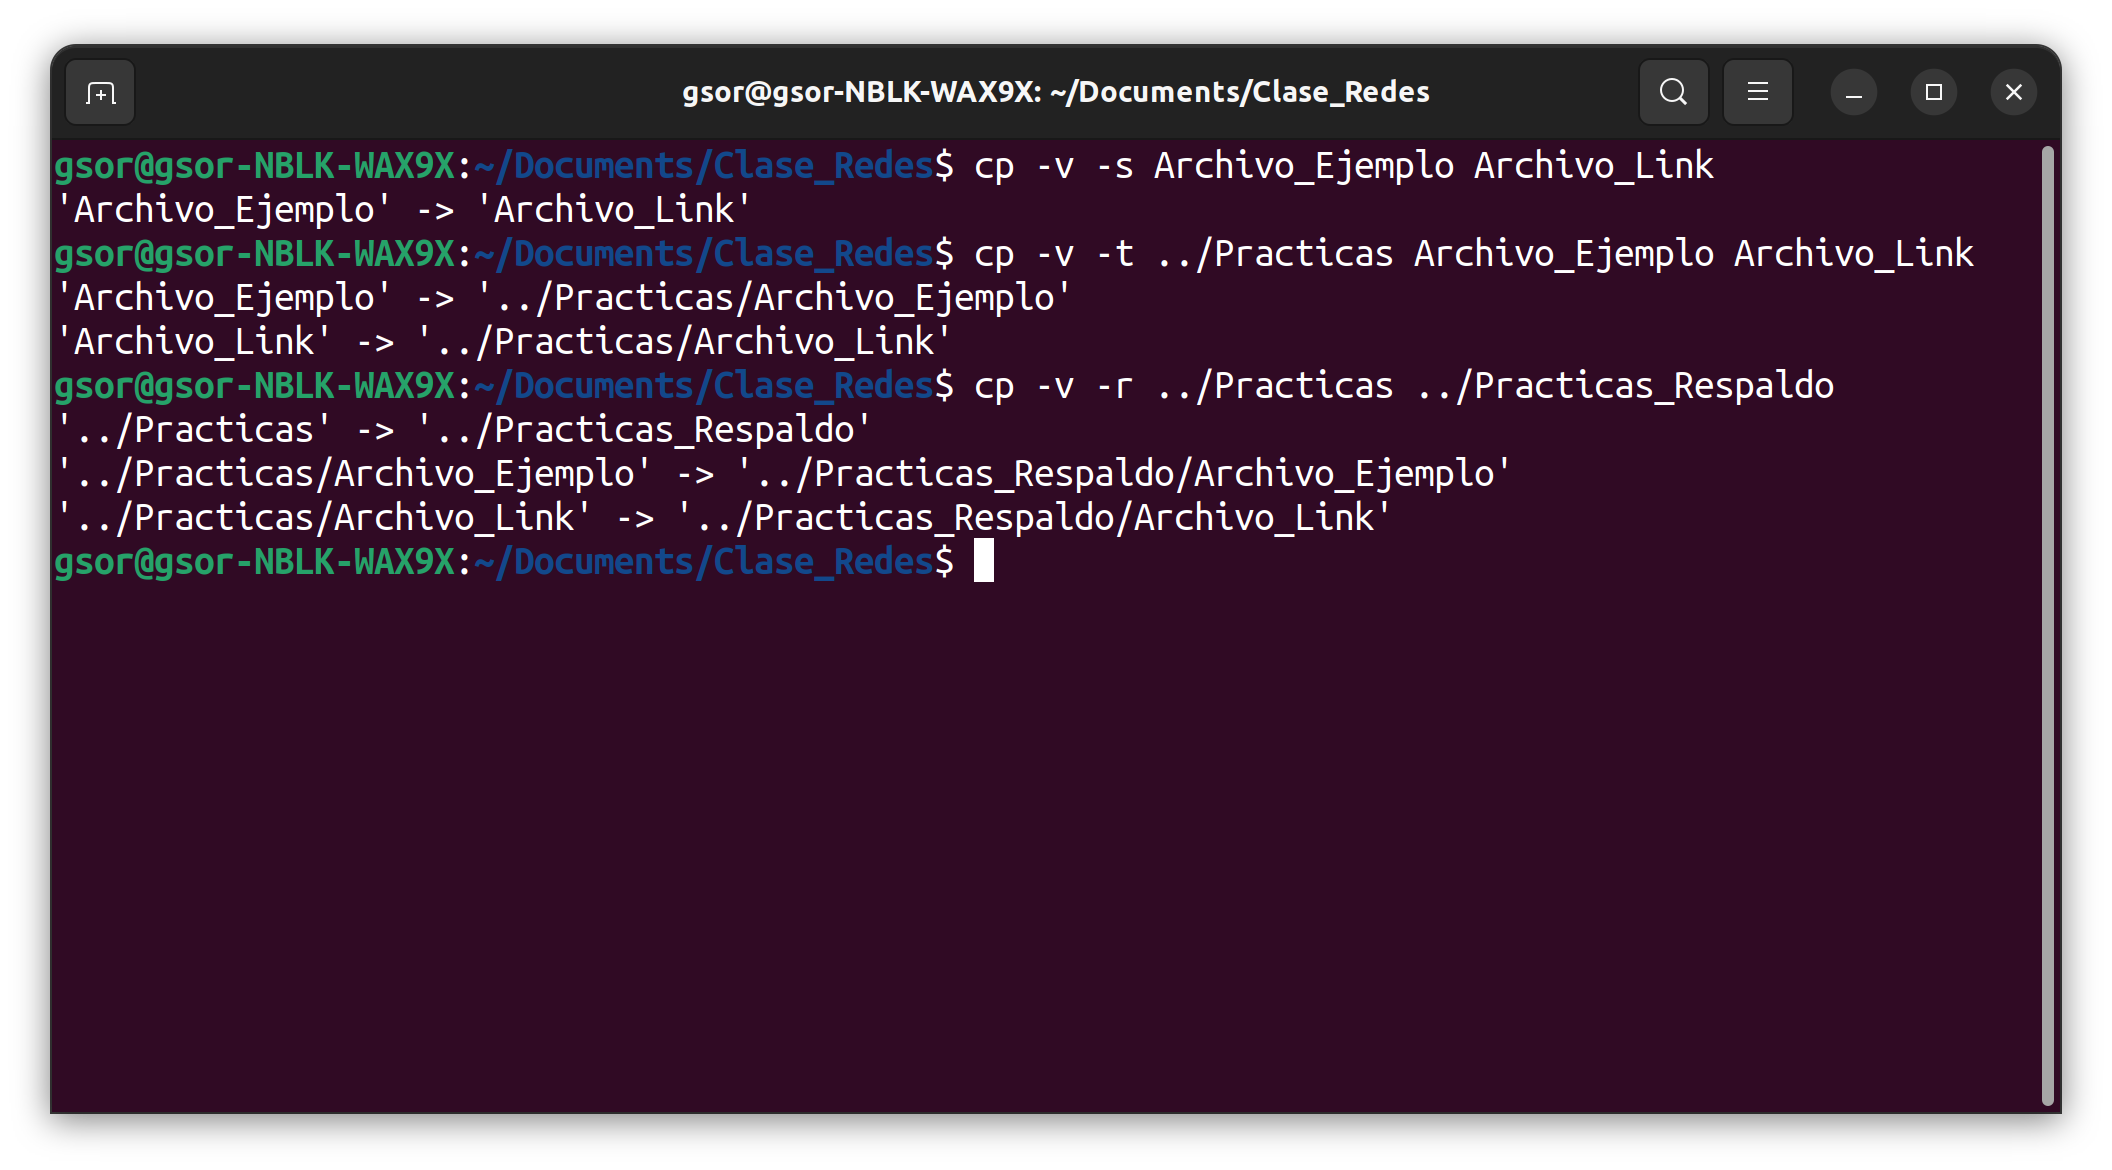 gsor@gsor-NBLK-WAX9X: ~/Documents/Clase_Redes
gsor@gsor-NBLK-WAX9X:~/Documents/Clase_Redes$ cp -v -s Archivo_Ejemplo Archivo_Link
'Archivo_Ejemplo' -> 'Archivo_Link'
gsor@gsor-NBLK-WAX9X:~/Documents/Clase_Redes$ cp -v -t ../Practicas Archivo_Ejemplo Archivo_Link
'Archivo_Ejemplo' -> '../Practicas/Archivo_Ejemplo'
'Archivo_Link' -> '../Practicas/Archivo_Link'
gsor@gsor-NBLK-WAX9X:~/Documents/Clase_Redes$ cp -v -r ../Practicas ../Practicas_Respaldo
'../Practicas' -> '../Practicas_Respaldo'
'../Practicas/Archivo_Ejemplo' -> '../Practicas_Respaldo/Archivo_Ejemplo'
'../Practicas/Archivo_Link' -> '../Practicas_Respaldo/Archivo_Link'
gsor@gsor-NBLK-WAX9X:~/Documents/Clase_Redes$